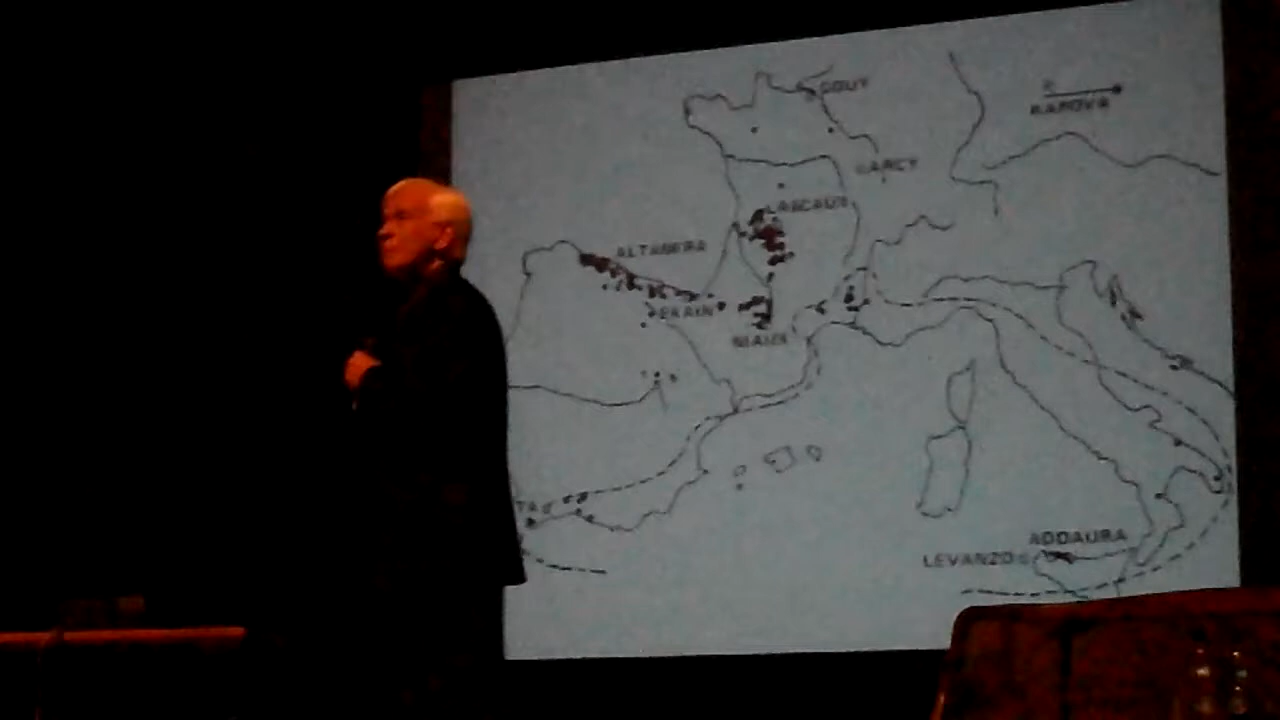 GOUY
KAPOVA
ARCY
LASCAUX
ALTAMIRA
EKAIN
NIAUX
ADDAURA
LEVANZO